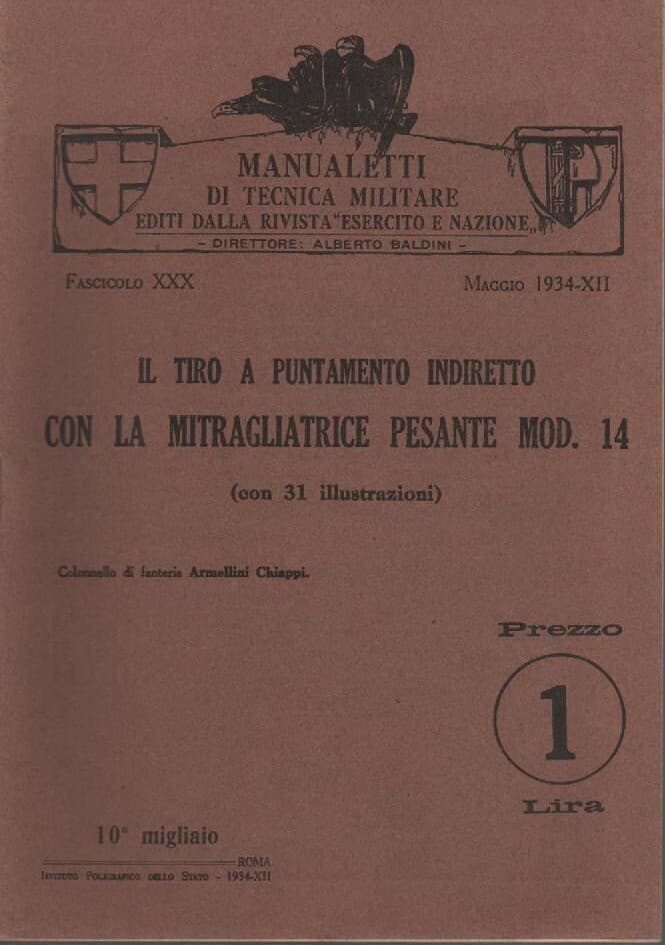 MANUALETTI
DI TECNICA MILITARE
EDITI DALLA RIVISTA "ESERCITO E NAZIONE„
- DIRETTORE: ALBERTO BALDINI -
FASCICOLO XXX
MAGGIO 1934-XII
IL TIRO A PUNTAMENTO INDIRETTO
CON LA MITRAGLIATRICE PESANTE MOD. 14
(con 31 illustrazioni)
Colonnello di fanteria Armellini Chiappi.
Prezzo
1
Lira
10° migliaio
ROMA
ISTITUTO POLIGRAFICO DELLO STATO - 1934-XII